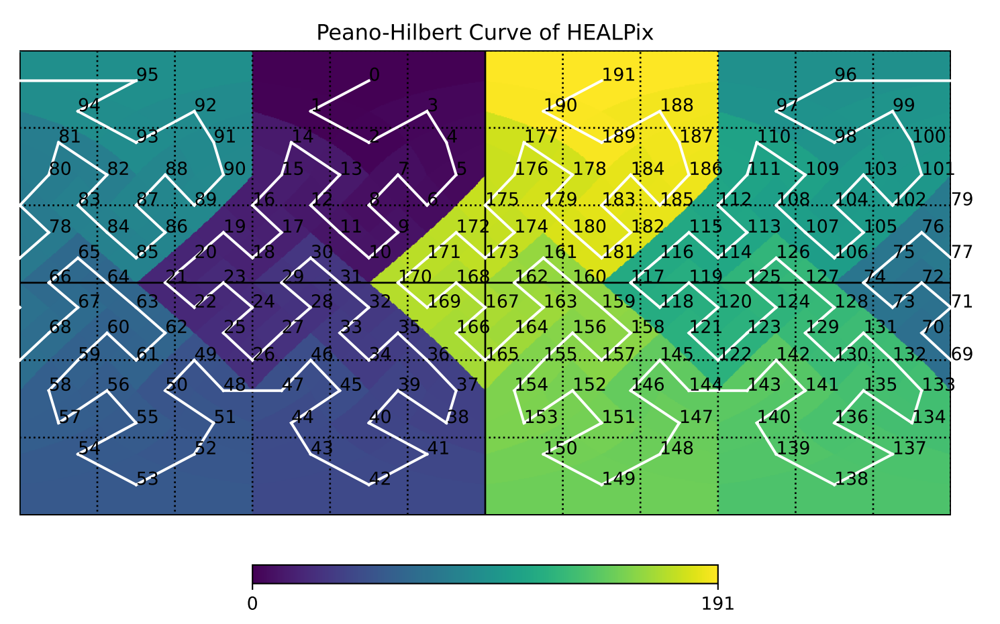 Peano-Hilbert Curve of HEALPix
95 0 191 96
94 92 1 3 190 188 97 99
81 93 91 14 2 4 177 189 187 110 98 100
80 82 88 90 15 13 7 5 176 178 184 186 111 109 103 101
83 87 89 16 12 8 6 175 179 183 185 112 108 104 102 79
78 84 86 19 17 11 9 172 174 180 182 115 113 107 105 76
65 85 20 18 30 10 171 173 161 181 116 114 126 106 75 77
66 64 21 23 29 31 170 168 162 160 117 119 125 127 74 72
67 63 22 24 28 32 169 167 163 159 118 120 124 128 73 71
68 60 62 25 27 33 35 166 164 156 158 121 123 129 131 70
59 61 49 26 46 34 36 165 155 157 145 122 142 130 132 69
58 56 50 48 47 45 39 37 154 152 146 144 143 141 135 133
57 55 51 44 40 38 153 151 147 140 136 134
54 52 43 41 150 148 139 137
53 42 149 138
0 191